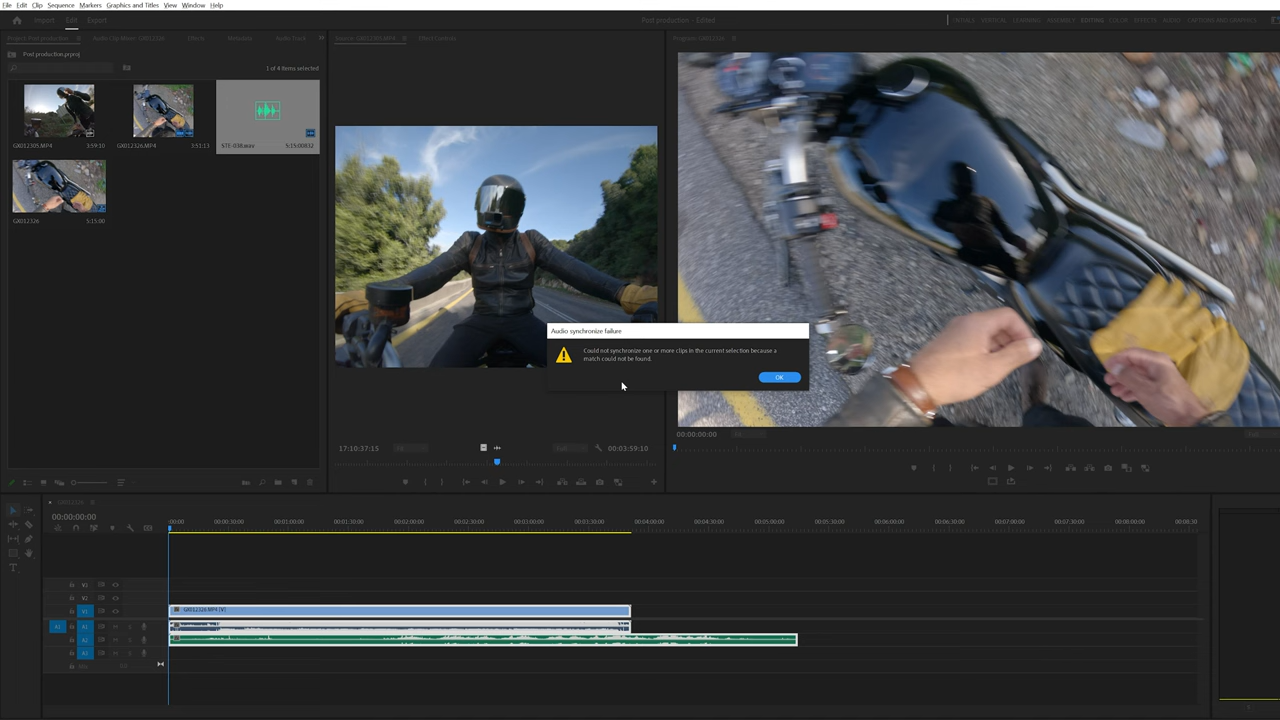 File Edit Clip Sequence Markers Graphics and Titles View Window Help
Import Edit Export
Post production - Edited
VERTICAL LEARNING ASSEMBLY EDITING COLOR EFFECTS AUDIO CAPTIONS AND GRAPHICS
Project: Post production
Audio Clip Mixer: GX012326
Effects
Metadata
Audio Track
Source: GX012305.MP4
Effect Controls
Program: GX012326
Post production.prproj
1 of 4 items selected
GX012305.MP4 3:59:10
GX012326.MP4 3:51:13
STE-038.wav
GX012326 5:15:00
Audio synchronize failure
Could not synchronize one or more clips in the current selection because a
match could not be found.
OK
17:10:37:15
Fit
Full
00:03:59:10
00:00:00:00
Fit
Full
GX012326
00:00:00:00
:00:00 00:00:30:00 00:01:00:00 00:01:30:00 00:02:00:00 00:02:30:00 00:03:00:00 00:03:30:00 00:04:00:00 00:04:30:00 00:05:00:00 00:05:30:00 00:06:00:00 00:06:30:00 00:07:00:00 00:07:30:00 00:08:00:00 00:08:30
V3
V2
V1
GX012326.MP4 [V]
A1 A1 M S
A2 M S
A3 M S
Mix 0.0